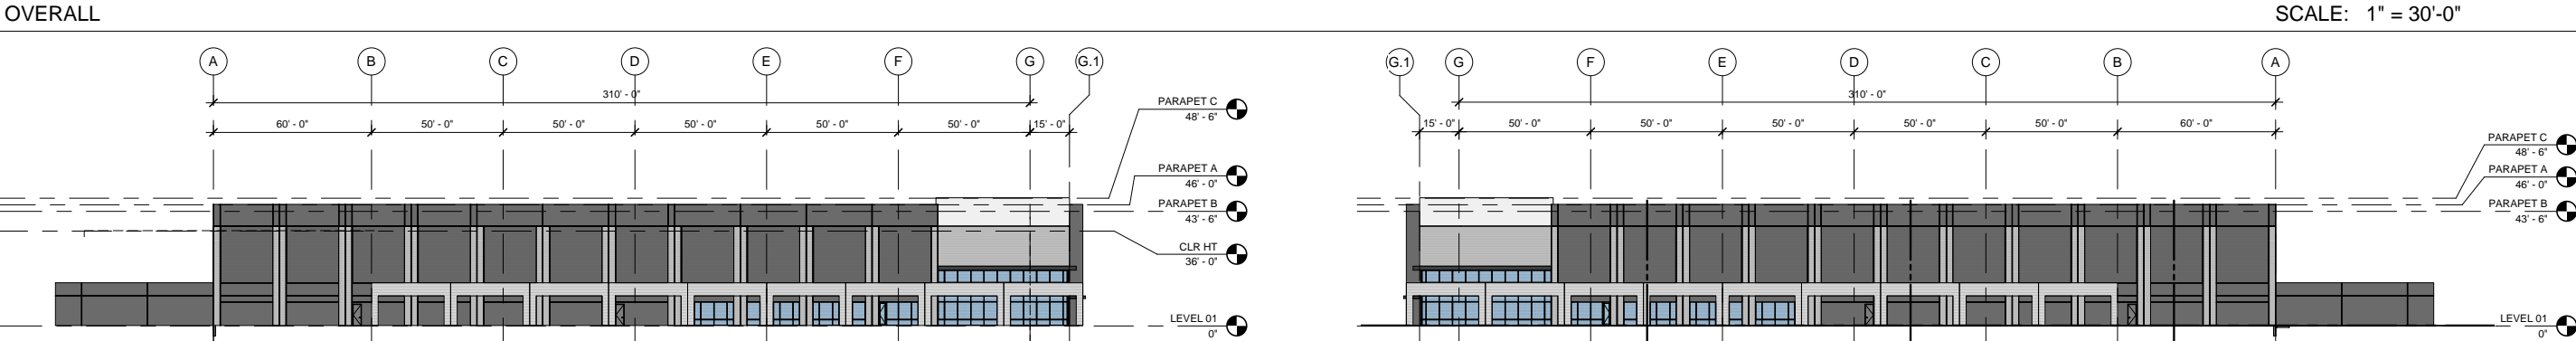 OVERALL
SCALE: 1" = 30'-0"
A B C D E F G G.1
310' - 0"
60' - 0" 50' - 0" 50' - 0" 50' - 0" 50' - 0" 50' - 0" 15' - 0"
PARAPET C
48' - 6"
PARAPET A
46' - 0"
PARAPET B
43' - 6"
CLR HT
36' - 0"
LEVEL 01
0"
G.1 G F E D C B A
310' - 0"
15' - 0" 50' - 0" 50' - 0" 50' - 0" 50' - 0" 50' - 0" 60' - 0"
PARAPET C
48' - 6"
PARAPET A
46' - 0"
PARAPET B
43' - 6"
LEVEL 01
0"